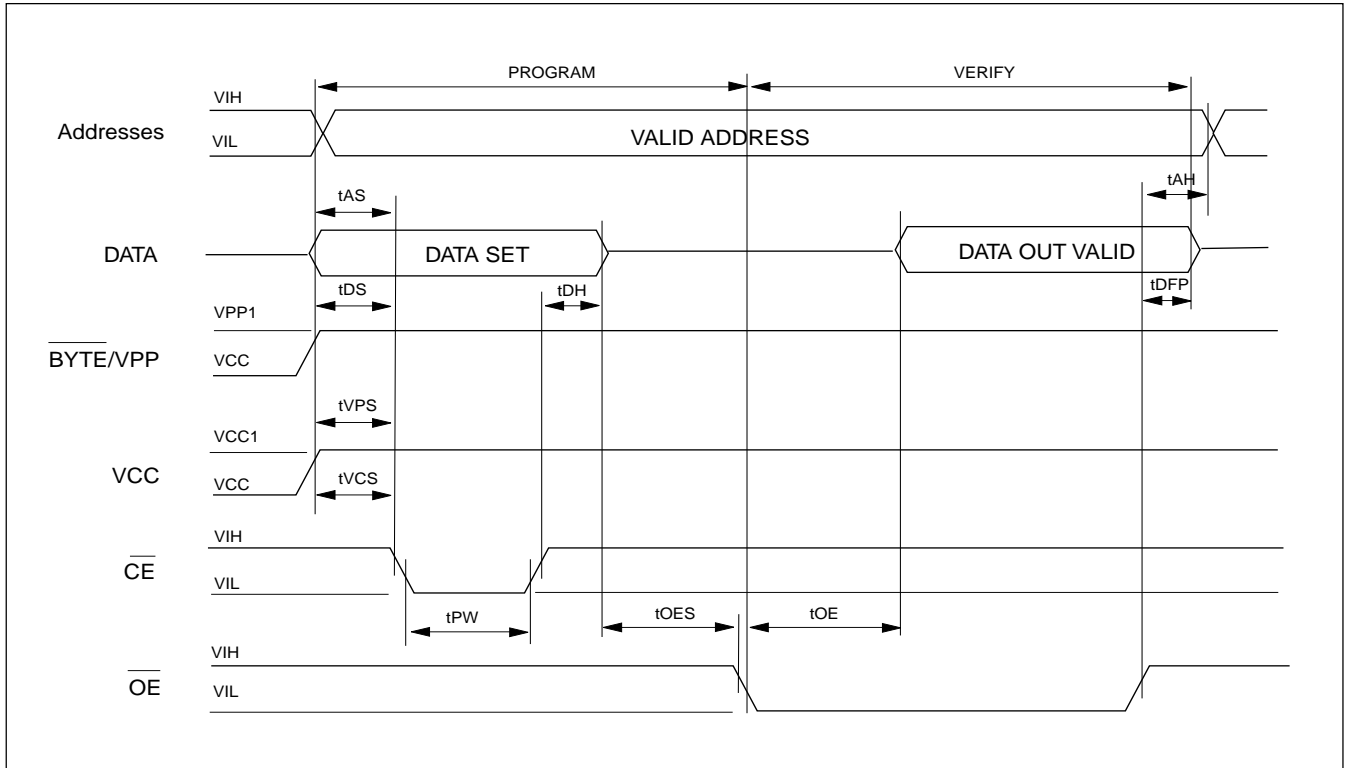 PROGRAM VERIFY
VIH
Addresses
VIL
VALID ADDRESS
tAH
tAS
DATA
DATA SET
DATA OUT VALID
tDS
tDH
tDFP
VPP1
BYTE/VPP
VCC
tVPS
VCC1
VCC
VCC
tVCS
VIH
CE
VIL
tPW
tOES
tOE
VIH
OE
VIL